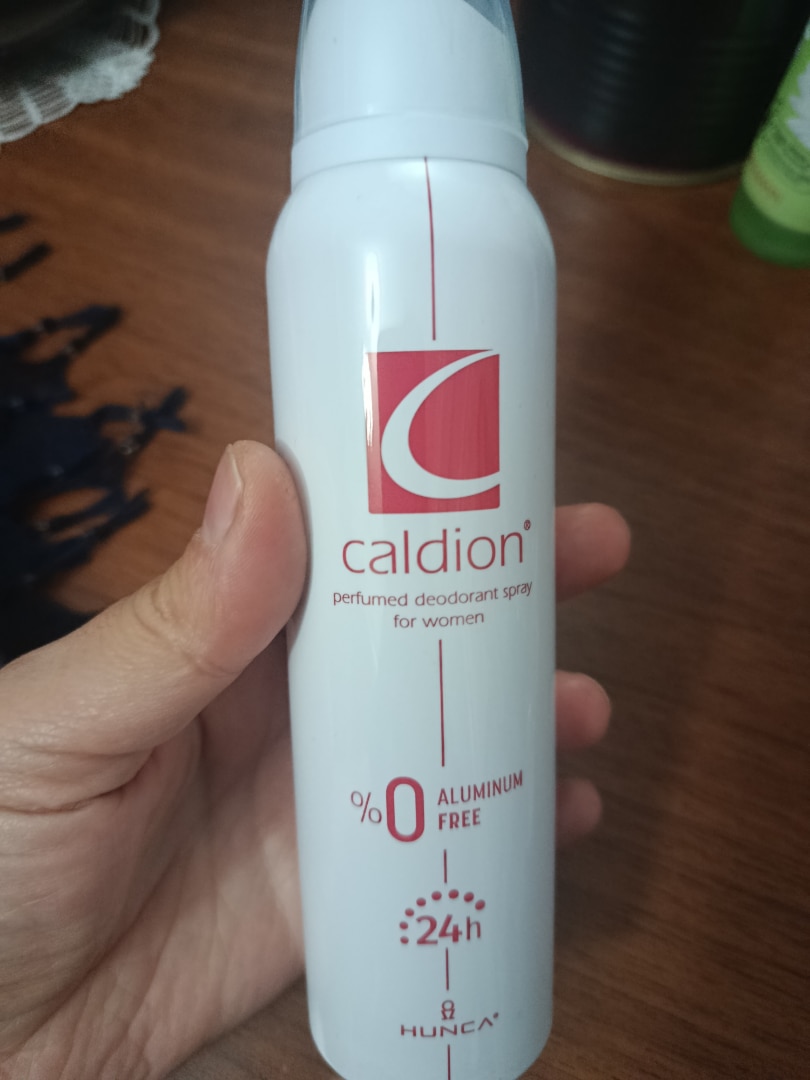 caldion®
perfumed deodorant spray
for women
%0 ALUMINUM
FREE
24h
HUNCA®